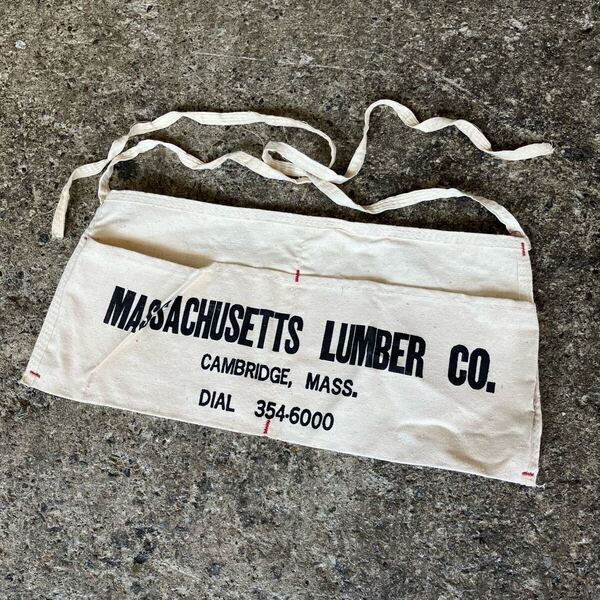 MASSACHUSETTS LUMBER CO.
CAMBRIDGE, MASS.
DIAL 354-6000